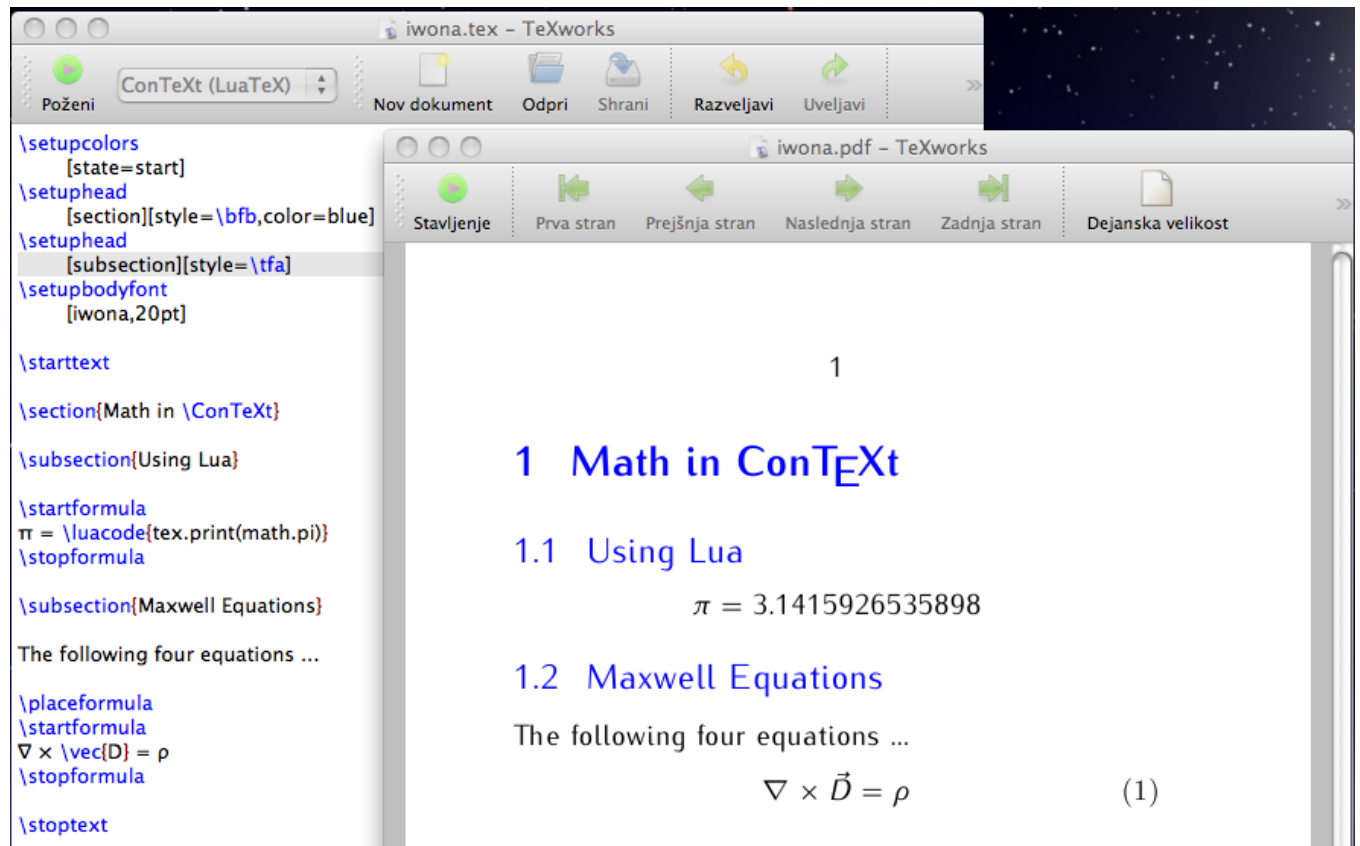 iwona.tex – TeXworks
Poženi
ConTeXt (LuaTeX)
Nov dokument
Odpri
Shrani
Razveljavi
Uveljavi
»
\setupcolors
[state=start]
\setuphead
[section][style=\bfb,color=blue]
\setuphead
[subsection][style=\tfa]
\setupbodyfont
[iwona,20pt]
\starttext
\section{Math in \ConTeXt}
\subsection{Using Lua}
\startformula
π = \luacode{tex.print(math.pi)}
\stopformula
\subsection{Maxwell Equations}
The following four equations ...
\placeformula
\startformula
∇ × \vec{D} = ρ
\stopformula
\stoptext
iwona.pdf – TeXworks
Stavljenje
Prva stran
Prejšnja stran
Naslednja stran
Zadnja stran
Dejanska velikost
»
1
1 Math in ConTEXt
1.1 Using Lua
π = 3.1415926535898
1.2 Maxwell Equations
The following four equations ...
∇ × D⃗ = ρ (1)